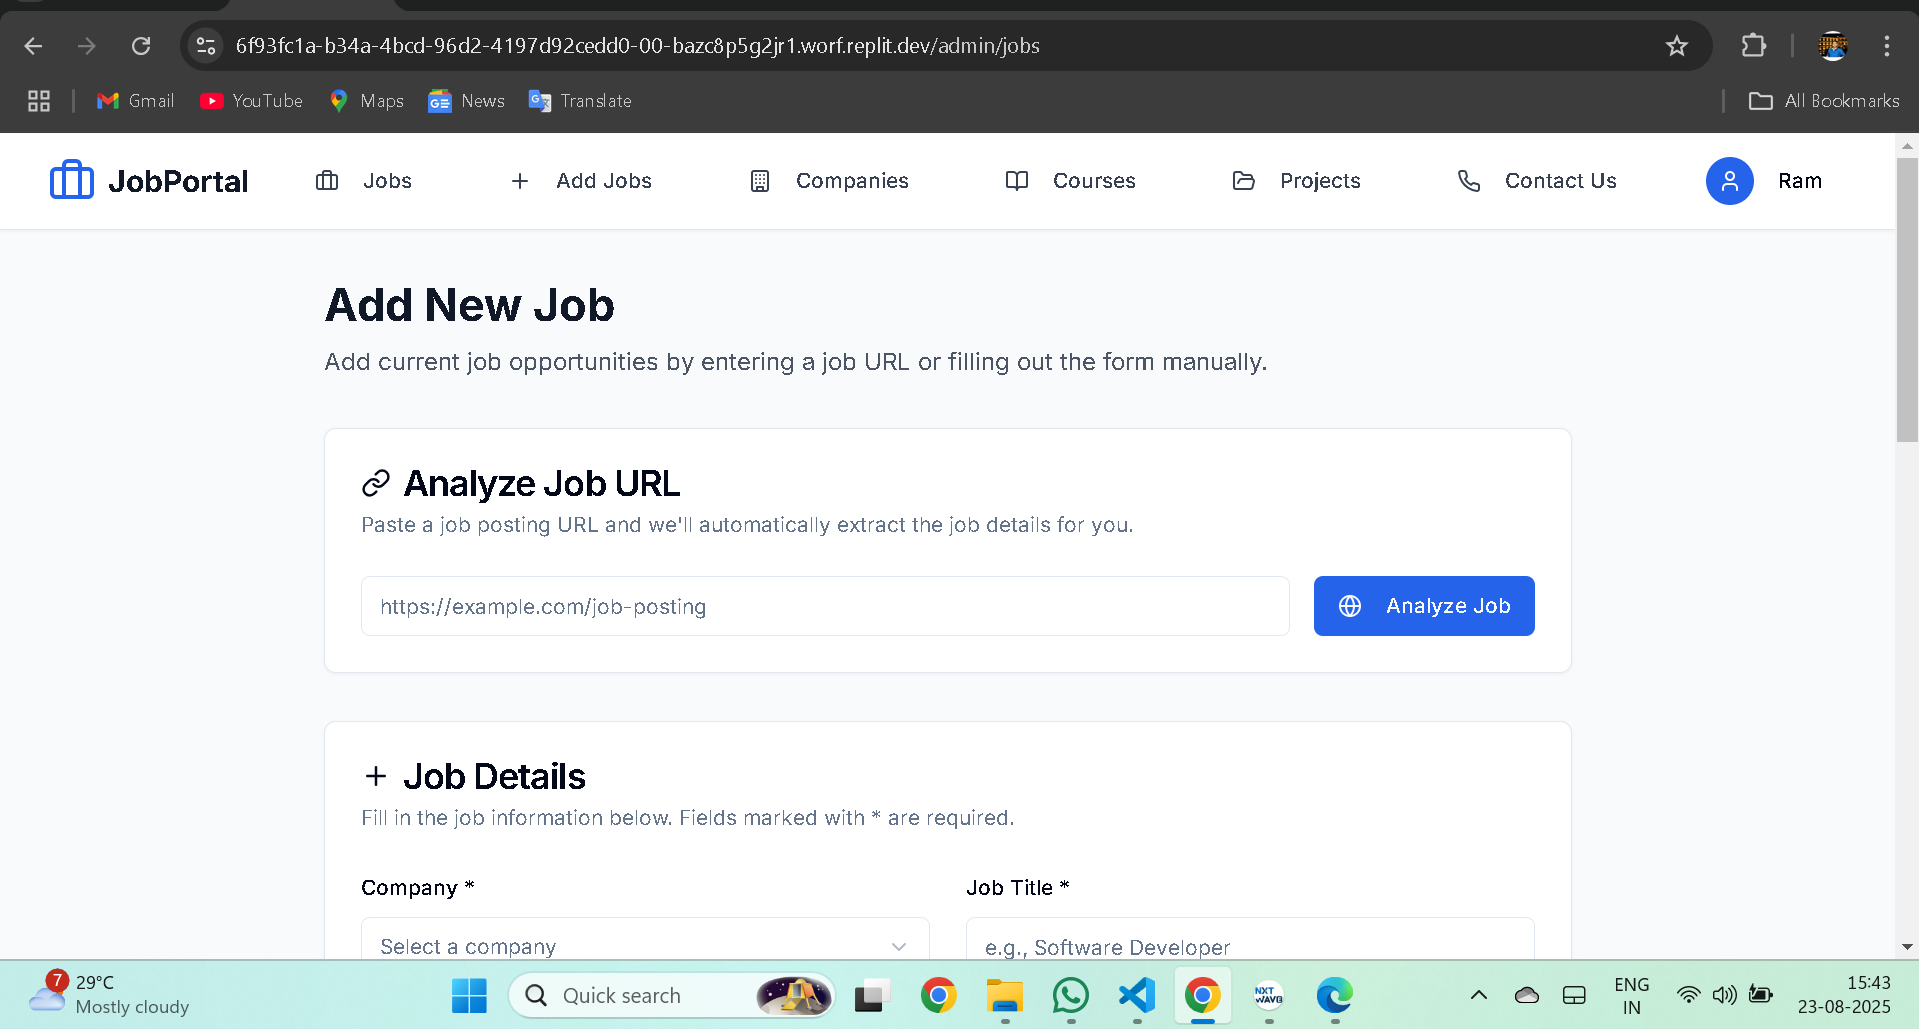 6f93fc1a-b34a-4bcd-96d2-4197d92cedd0-00-bazc8p5g2jr1.worf.replit.dev/admin/jobs
Gmail YouTube Maps News Translate All Bookmarks
JobPortal Jobs Add Jobs Companies Courses Projects Contact Us Ram
Add New Job
Add current job opportunities by entering a job URL or filling out the form manually.
Analyze Job URL
Paste a job posting URL and we'll automatically extract the job details for you.
https://example.com/job-posting Analyze Job
Job Details
Fill in the job information below. Fields marked with * are required.
Company * Job Title *
Select a company e.g., Software Developer
7 29°C
Mostly cloudy
Quick search
NXT
WAVE
ENG
IN
15:43
23-08-2025